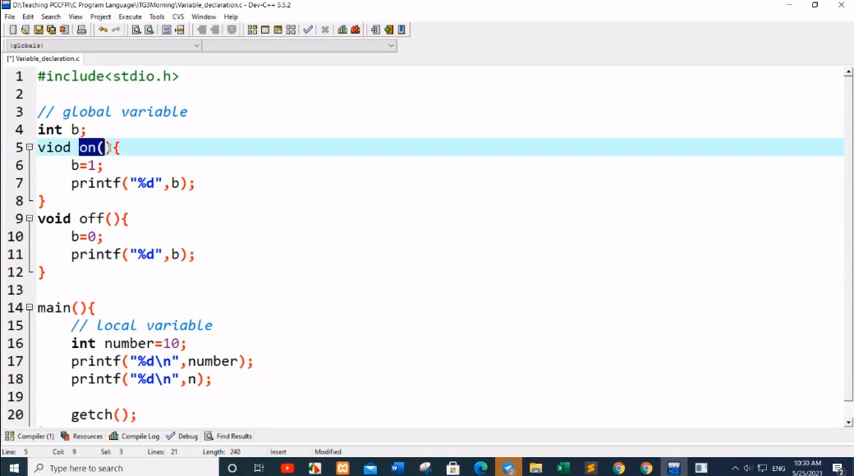 D:\Teaching PCCFP\C Program Language\ITG3Morning\Variable_declaration.c - Dev-C++ 5.5.2
File Edit Search View Project Execute Tools CVS Window Help
(globals)
[*] Variable_declaration.c
1 #include<stdio.h>
2
3 // global variable
4 int b;
5 viod on(){
6 b=1;
7 printf("%d",b);
8 }
9 void off(){
10 b=0;
11 printf("%d",b);
12 }
13
14 main(){
15 // local variable
16 int number=10;
17 printf("%d\n",number);
18 printf("%d\n",n);
19
20 getch();
Compiler (1) Resources Compile Log Debug Find Results
Line: 5 Col: 9 Sel: 3 Lines: 21 Length: 240 Insert Modified
Type here to search
ENG
10:30 AM
5/25/2021